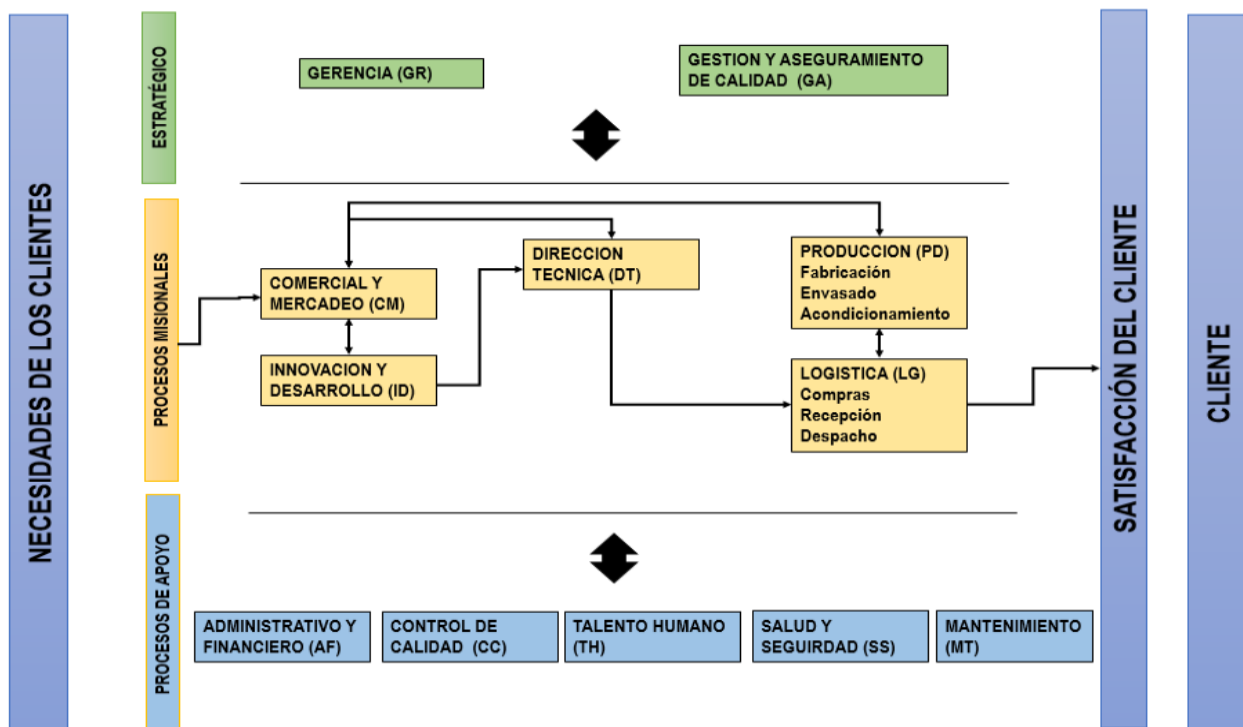 NECESIDADES DE LOS CLIENTES
ESTRATÉGICO
GERENCIA (GR)
GESTION Y ASEGURAMIENTO
DE CALIDAD (GA)
PROCESOS MISIONALES
COMERCIAL Y
MERCADEO (CM)
INNOVACION Y
DESARROLLO (ID)
DIRECCION
TECNICA (DT)
PRODUCCION (PD)
Fabricación
Envasado
Acondicionamiento
LOGISTICA (LG)
Compras
Recepción
Despacho
PROCESOS DE APOYO
ADMINISTRATIVO Y
FINANCIERO (AF)
CONTROL DE
CALIDAD (CC)
TALENTO HUMANO
(TH)
SALUD Y
SEGUIRDAD (SS)
MANTENIMIENTO
(MT)
SATISFACCIÓN DEL CLIENTE
CLIENTE